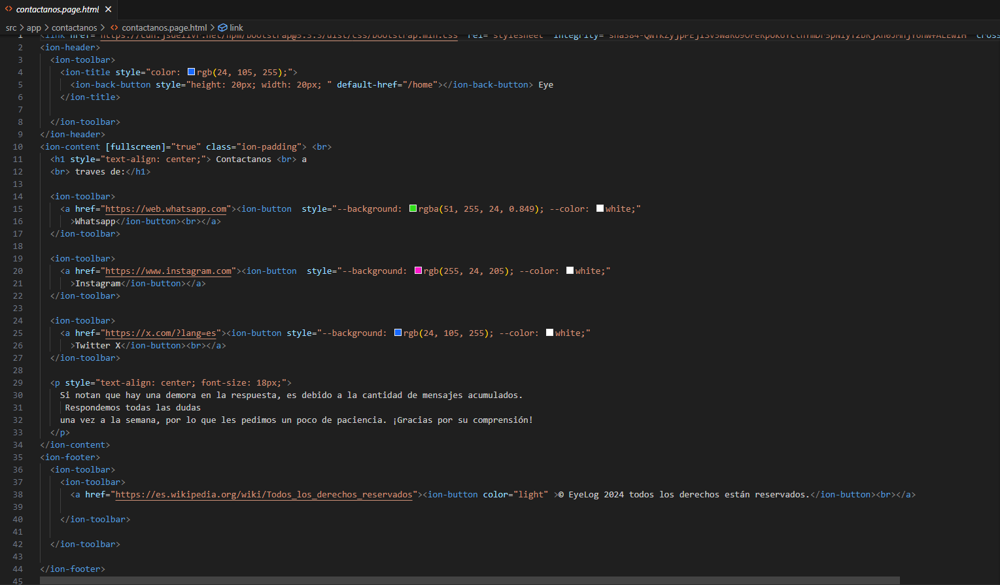 contactanos.page.html
src > app > contactanos > contactanos.page.html > link
1 <link href="https://cdn.jsdelivr.net/npm/bootstrap@5.3.3/dist/css/bootstrap.min.css" rel="stylesheet" integrity=
2 <ion-header>
3 <ion-toolbar>
4 <ion-title style="color: rgb(24, 105, 255);">
5 <ion-back-button style="height: 20px; width: 20px; " default-href="/home"></ion-back-button> Eye
6 </ion-title>
7
8 </ion-toolbar>
9 </ion-header>
10 <ion-content [fullscreen]="true" class="ion-padding"> <br>
11 <h1 style="text-align: center;"> Contactanos <br> a
12 <br> traves de:</h1>
13
14 <ion-toolbar>
15 <a href="https://web.whatsapp.com"><ion-button  style="--background: rgba(51, 255, 24, 0.849); --color: white;"
16 >Whatsapp</ion-button><br></a>
17 </ion-toolbar>
18
19 <ion-toolbar>
20 <a href="https://www.instagram.com"><ion-button  style="--background: rgb(255, 24, 205); --color: white;"
21 >Instagram</ion-button></a>
22 </ion-toolbar>
23
24 <ion-toolbar>
25 <a href="https://x.com/?lang=es"><ion-button style="--background: rgb(24, 105, 255); --color: white;"
26 >Twitter X</ion-button><br></a>
27 </ion-toolbar>
28
29 <p style="text-align: center; font-size: 18px;">
30 Si notan que hay una demora en la respuesta, es debido a la cantidad de mensajes acumulados.
31 Respondemos todas las dudas
32 una vez a la semana, por lo que les pedimos un poco de paciencia. ¡Gracias por su comprensión!
33 </p>
34 </ion-content>
35 <ion-footer>
36 <ion-toolbar>
37 <ion-toolbar>
38 <a href="https://es.wikipedia.org/wiki/Todos_los_derechos_reservados"><ion-button color="light" >© EyeLog 2024 todos los derechos están reservados.</ion-button><br></a>
39
40 </ion-toolbar>
41
42 </ion-toolbar>
43
44 </ion-footer>
45